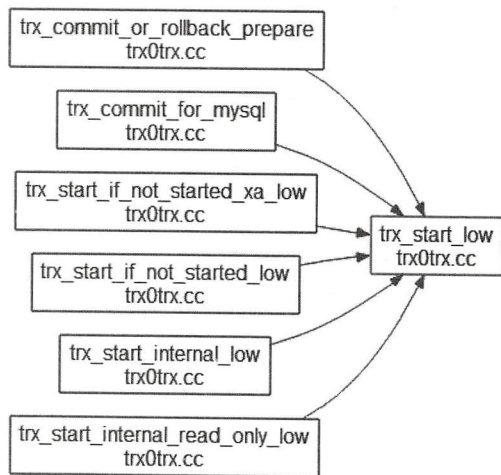 trx_commit_or_rollback_prepare
trx0trx.cc
trx_commit_for_mysql
trx0trx.cc
trx_start_if_not_started_xa_low
trx0trx.cc
trx_start_low
trx0trx.cc
trx_start_if_not_started_low
trx0trx.cc
trx_start_internal_low
trx0trx.cc
trx_start_internal_read_only_low
trx0trx.cc